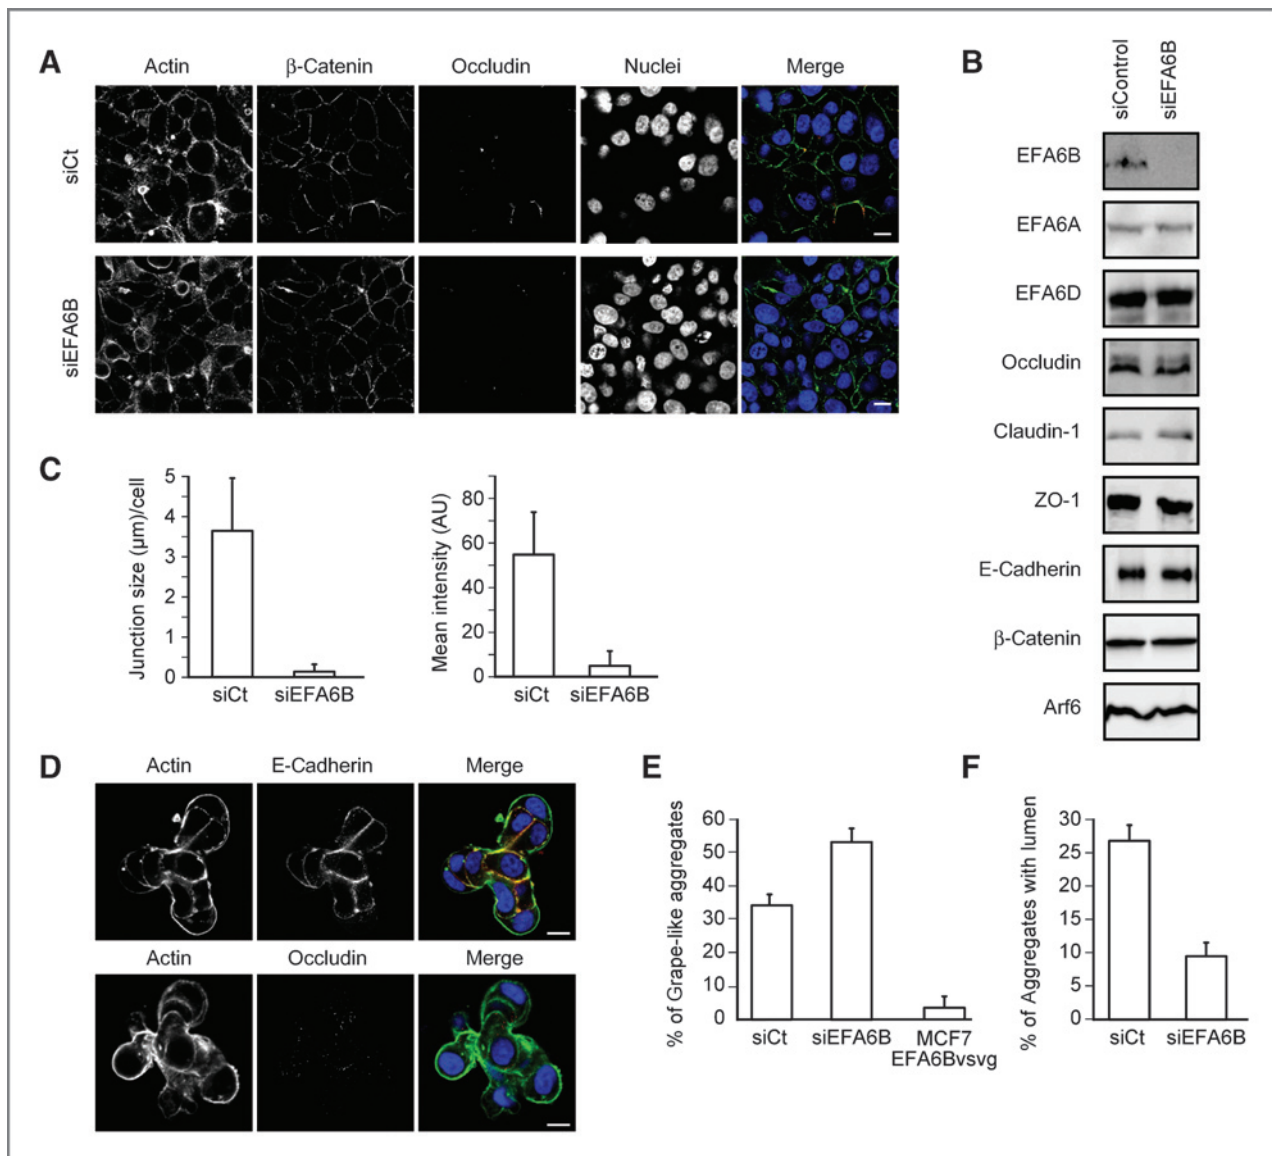 A
Actin
β-Catenin
Occludin
Nuclei
Merge
siCt
siEFA6B
B
siControl
siEFA6B
EFA6B
EFA6A
EFA6D
Occludin
Claudin-1
ZO-1
E-Cadherin
β-Catenin
Arf6
C
Junction size (µm)/cell
5
4
3
2
1
0
siCt
siEFA6B
Mean intensity (AU)
80
60
40
20
0
siCt
siEFA6B
D
Actin
E-Cadherin
Merge
Actin
Occludin
Merge
E
% of Grape-like aggregates
60
50
40
30
20
10
0
siCt
siEFA6B
MCF7
EFA6Bvsvg
F
% of Aggregates with lumen
30
25
20
15
10
5
0
siCt
siEFA6B